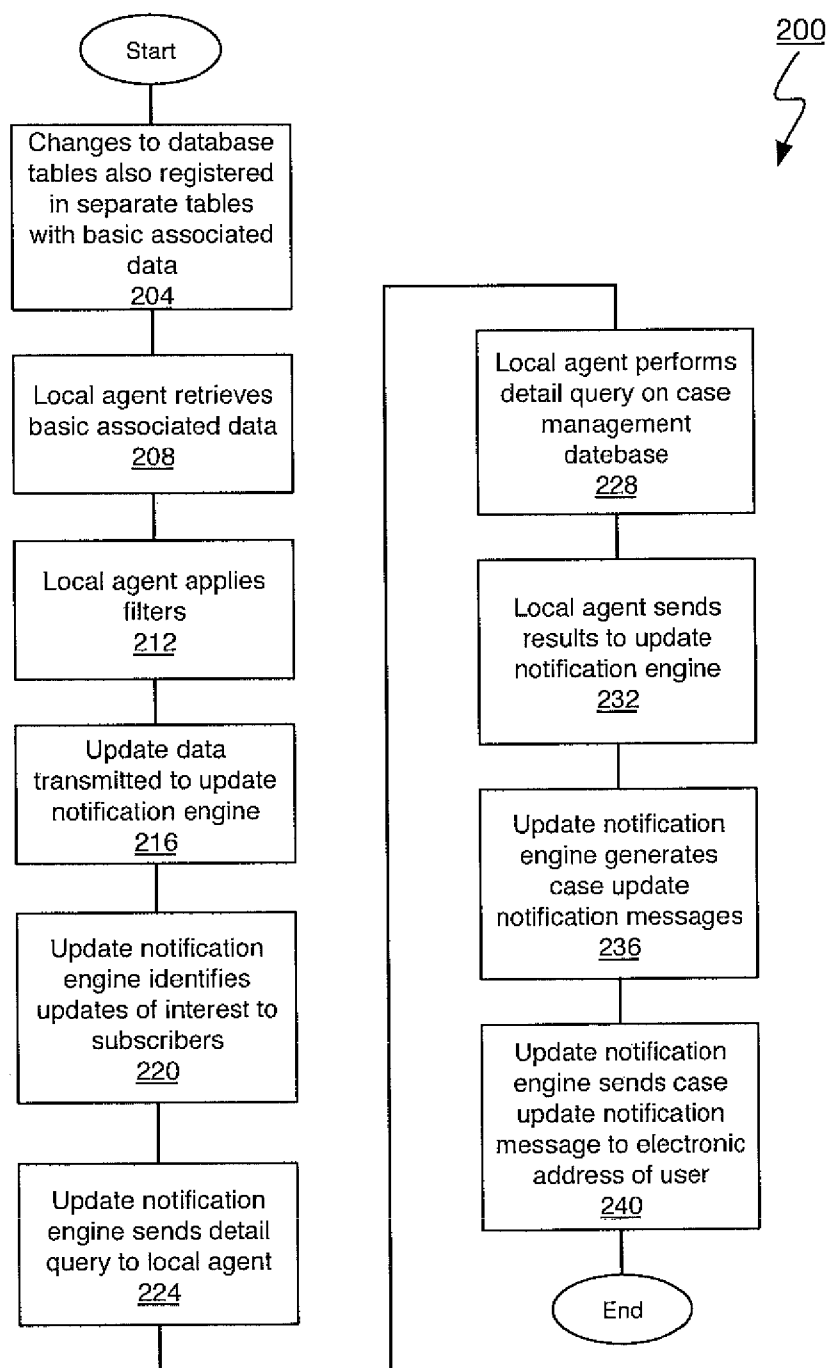 Start
200
Changes to database
tables also registered
in separate tables
with basic associated
data
204
Local agent retrieves
basic associated data
208
Local agent applies
filters
212
Update data
transmitted to update
notification engine
216
Update notification
engine identifies
updates of interest to
subscribers
220
Update notification
engine sends detail
query to local agent
224
Local agent performs
detail query on case
management
datebase
228
Local agent sends
results to update
notification engine
232
Update notification
engine generates
case update
notification messages
236
Update notification
engine sends case
update notification
message to electronic
address of user
240
End